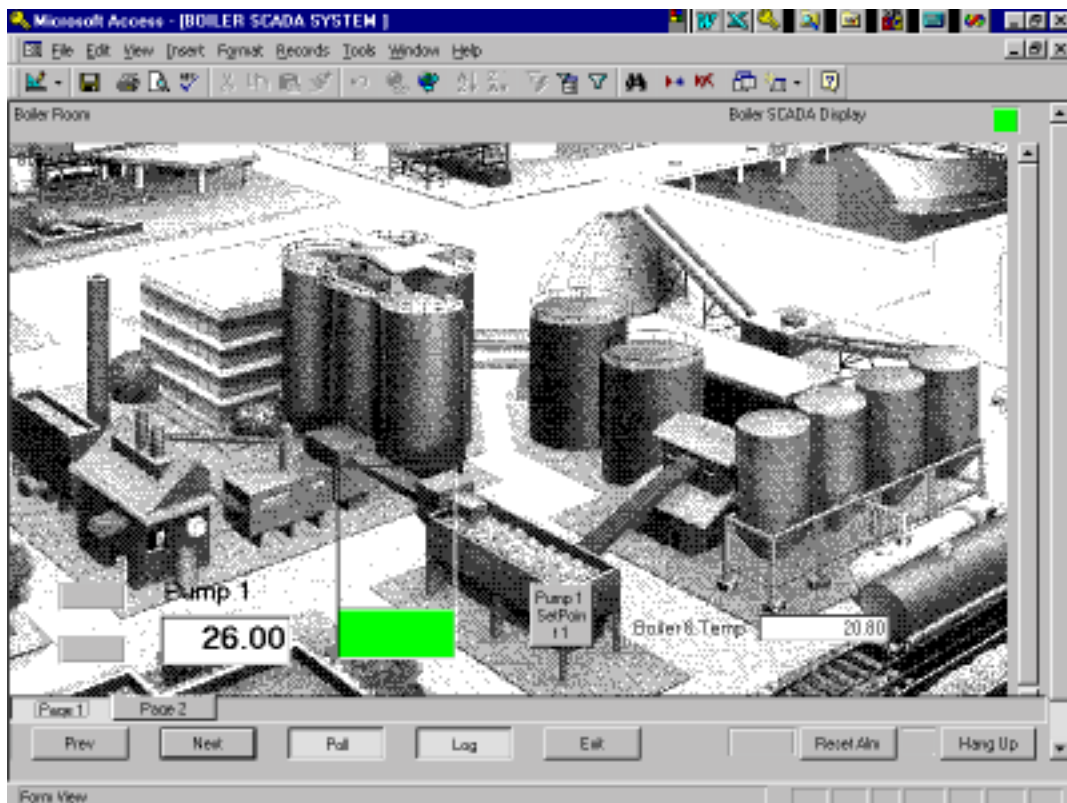 Microsoft Access - [BOILER SCADA SYSTEM ]
File Edit View Insert Format Records Tools Window Help
Boiler Room
Boiler SCADA Display
Pump 1
26.00
Pump 1
SetPoin
t 1
Boiler 6 Temp
20.80
Page 1
Page 2
Prev
Next
Poll
Log
Exit
Reset Alm
Hang Up
Form View